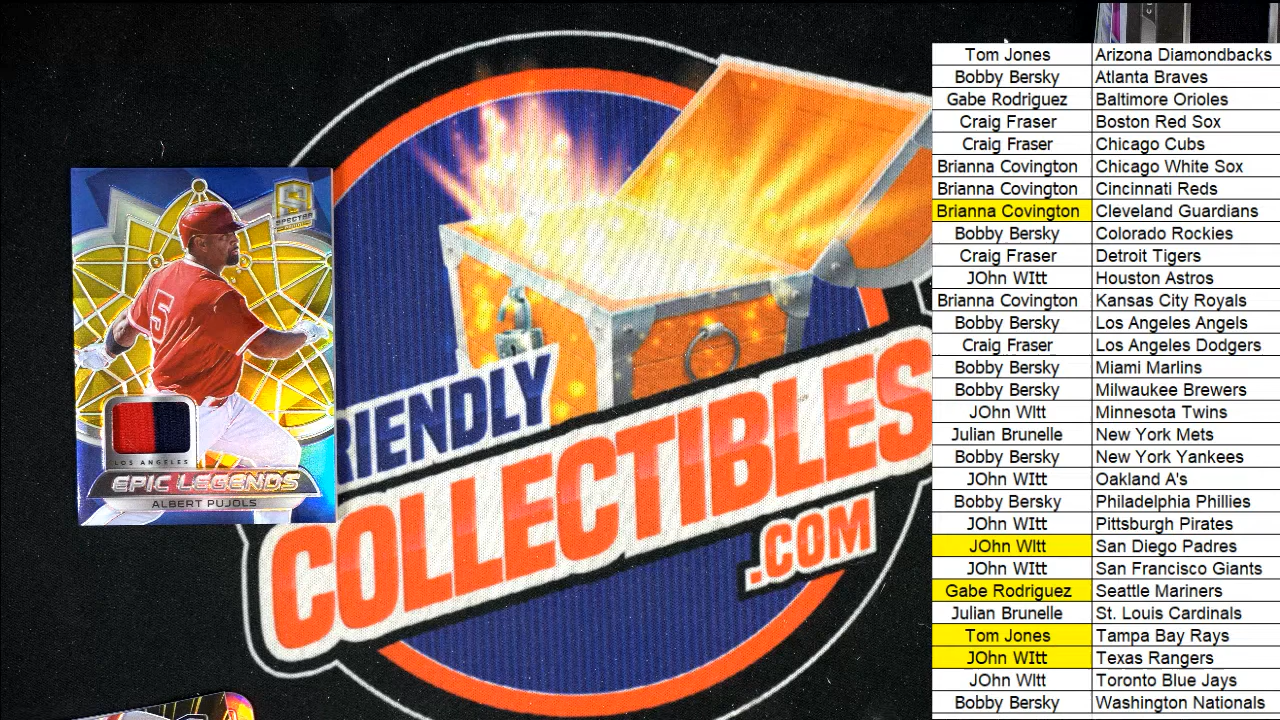 SPECTRA
5
LOS ANGELES
EPIC LEGENDS
ALBERT PUJOLS
RIENDLY
COLLECTIBLES
.COM
Tom Jones Arizona Diamondbacks
Bobby Bersky Atlanta Braves
Gabe Rodriguez Baltimore Orioles
Craig Fraser Boston Red Sox
Craig Fraser Chicago Cubs
Brianna Covington Chicago White Sox
Brianna Covington Cincinnati Reds
Brianna Covington Cleveland Guardians
Bobby Bersky Colorado Rockies
Craig Fraser Detroit Tigers
JOhn WItt Houston Astros
Brianna Covington Kansas City Royals
Bobby Bersky Los Angeles Angels
Craig Fraser Los Angeles Dodgers
Bobby Bersky Miami Marlins
Bobby Bersky Milwaukee Brewers
JOhn WItt Minnesota Twins
Julian Brunelle New York Mets
Bobby Bersky New York Yankees
JOhn WItt Oakland A's
Bobby Bersky Philadelphia Phillies
JOhn WItt Pittsburgh Pirates
JOhn WItt San Diego Padres
JOhn WItt San Francisco Giants
Gabe Rodriguez Seattle Mariners
Julian Brunelle St. Louis Cardinals
Tom Jones Tampa Bay Rays
JOhn WItt Texas Rangers
JOhn WItt Toronto Blue Jays
Bobby Bersky Washington Nationals